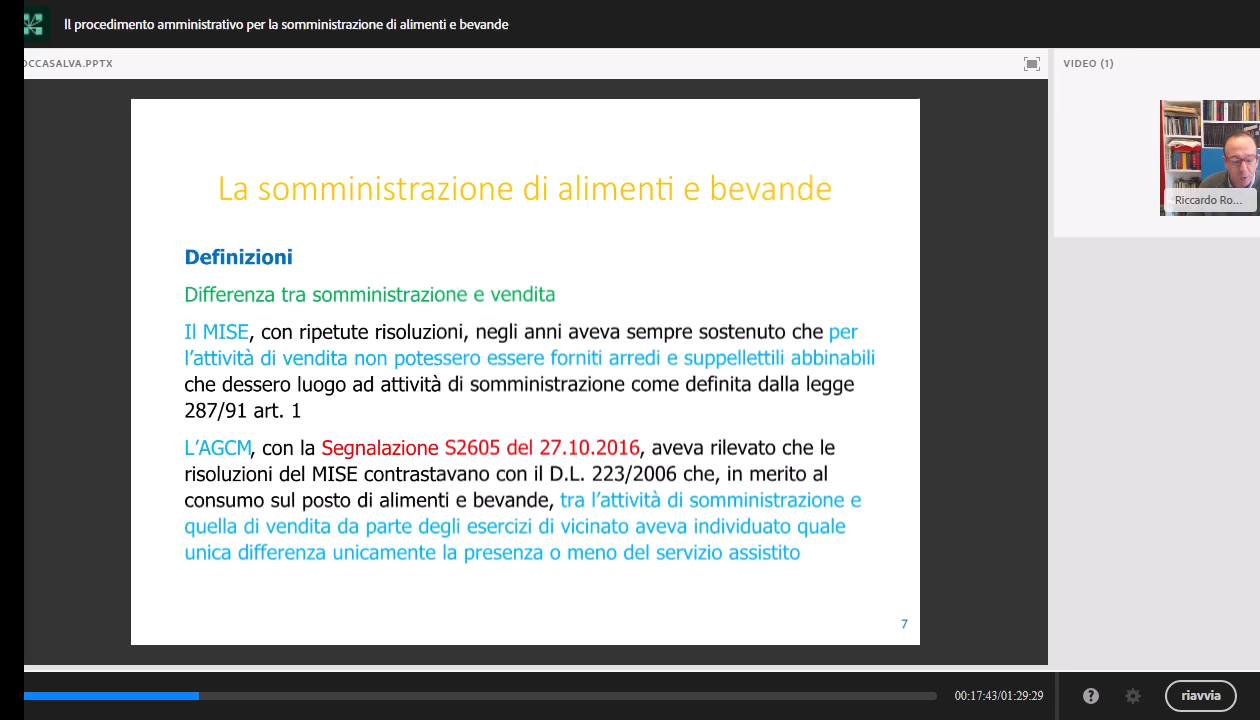 Il procedimento amministrativo per la somministrazione di alimenti e bevande
OCCASALVA.PPTX
VIDEO (1)
La somministrazione di alimenti e bevande
Definizioni
Differenza tra somministrazione e vendita
Il MISE, con ripetute risoluzioni, negli anni aveva sempre sostenuto che per
l'attività di vendita non potessero essere forniti arredi e suppellettili abbinabili
che dessero luogo ad attività di somministrazione come definita dalla legge
287/91 art. 1
L'AGCM, con la Segnalazione S2605 del 27.10.2016, aveva rilevato che le
risoluzioni del MISE contrastavano con il D.L. 223/2006 che, in merito al
consumo sul posto di alimenti e bevande, tra l'attività di somministrazione e
quella di vendita da parte degli esercizi di vicinato aveva individuato quale
unica differenza unicamente la presenza o meno del servizio assistito
7
Riccardo Ro...
00:17:43/01:29:29
?
riavvia